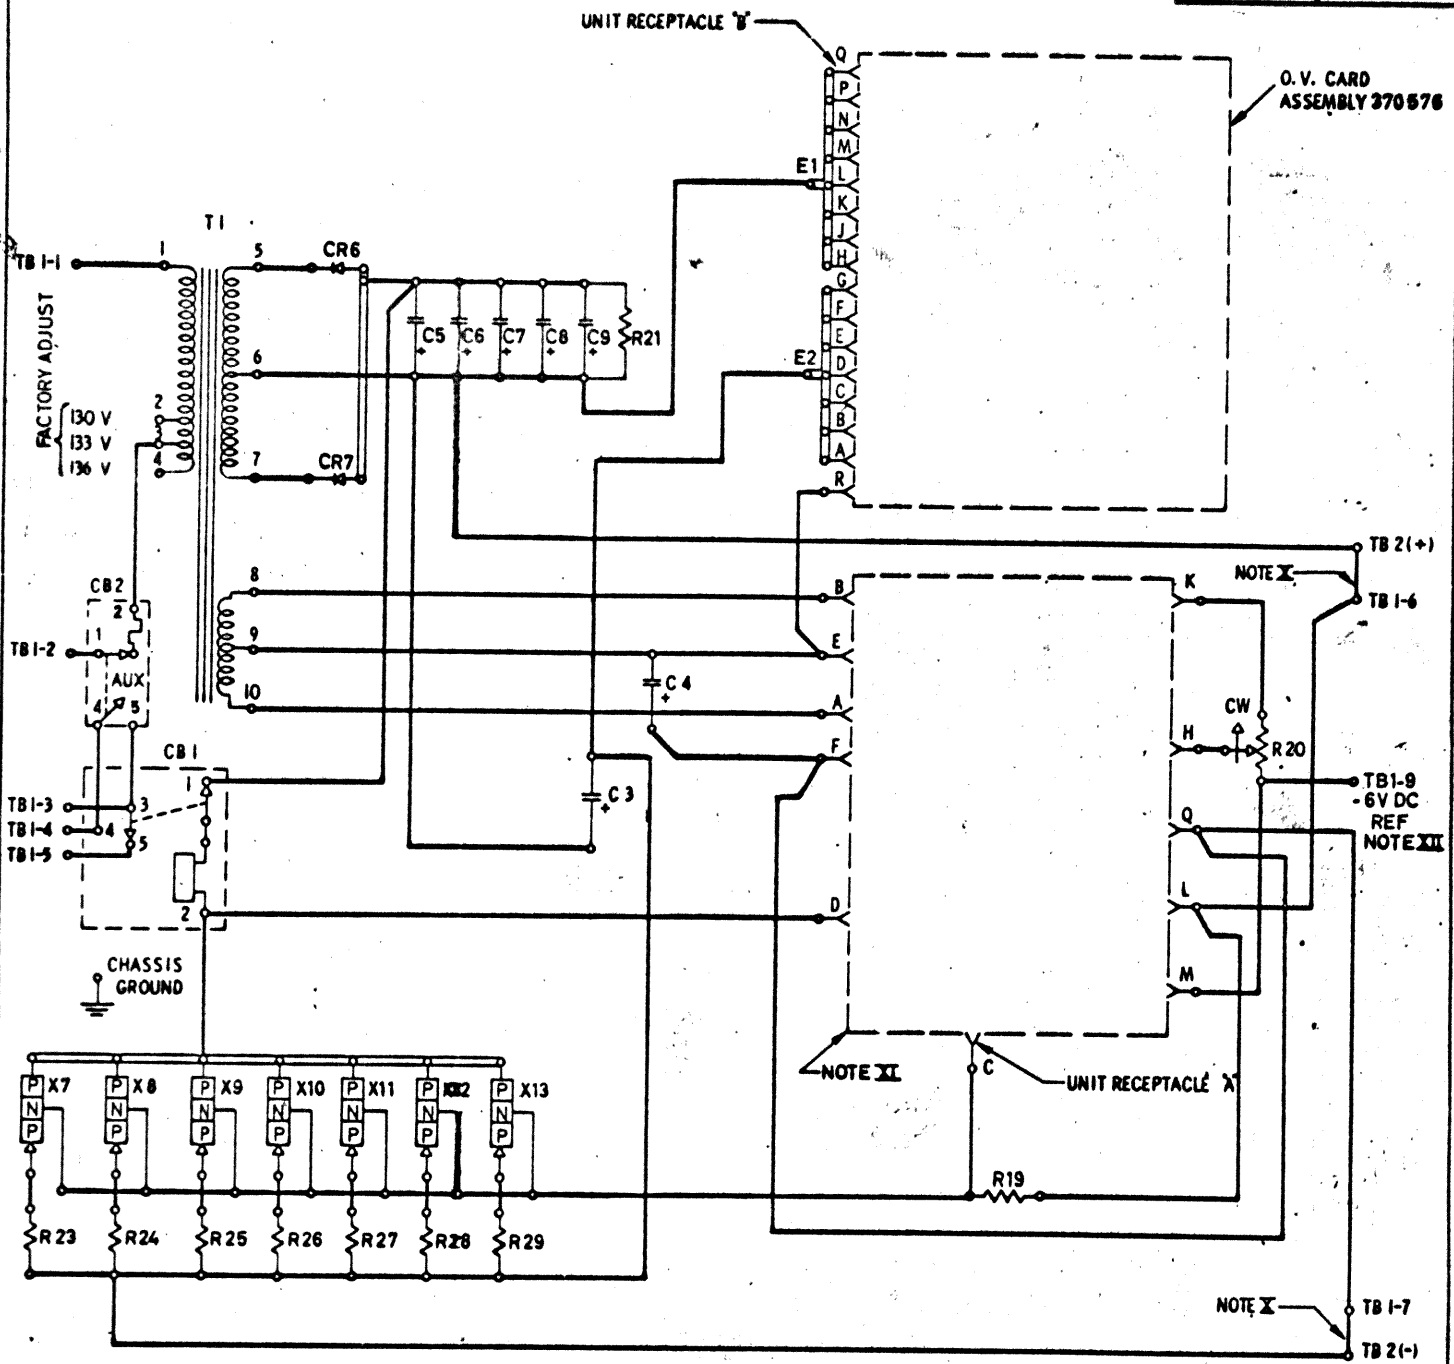 UNIT RECEPTACLE "B"
O.V. CARD
ASSEMBLY 370576
Q
P
N
M
L
K
J
H
G
F
E
D
C
B
A
R
E1
E2
T1
TB1-1
1
5
CR6
C5
+
C6
+
C7
+
C8
+
C9
+
R21
FACTORY ADJUST
2
130 V
3
133 V
4
136 V
6
7
CR7
TB2(+)
NOTE X
TB1-6
CB2
2
TB1-2
1
AUX
4
5
8
9
10
C4
+
B
E
A
F
D
K
H
Q
L
M
CW
R20
TB1-9
-6V DC
REF
NOTE XII
CB1
1
TB1-3
3
TB1-4
4
TB1-5
5
2
C3
+
CHASSIS
GROUND
NOTE XI
C
UNIT RECEPTACLE "A"
P
N
P
X7
P
N
P
X8
P
N
P
X9
P
N
P
X10
P
N
P
X11
P
N
P
P
N
P
X13
R19
R23
R24
R25
R26
R27
R28
R29
NOTE X
TB1-7
TB2(-)